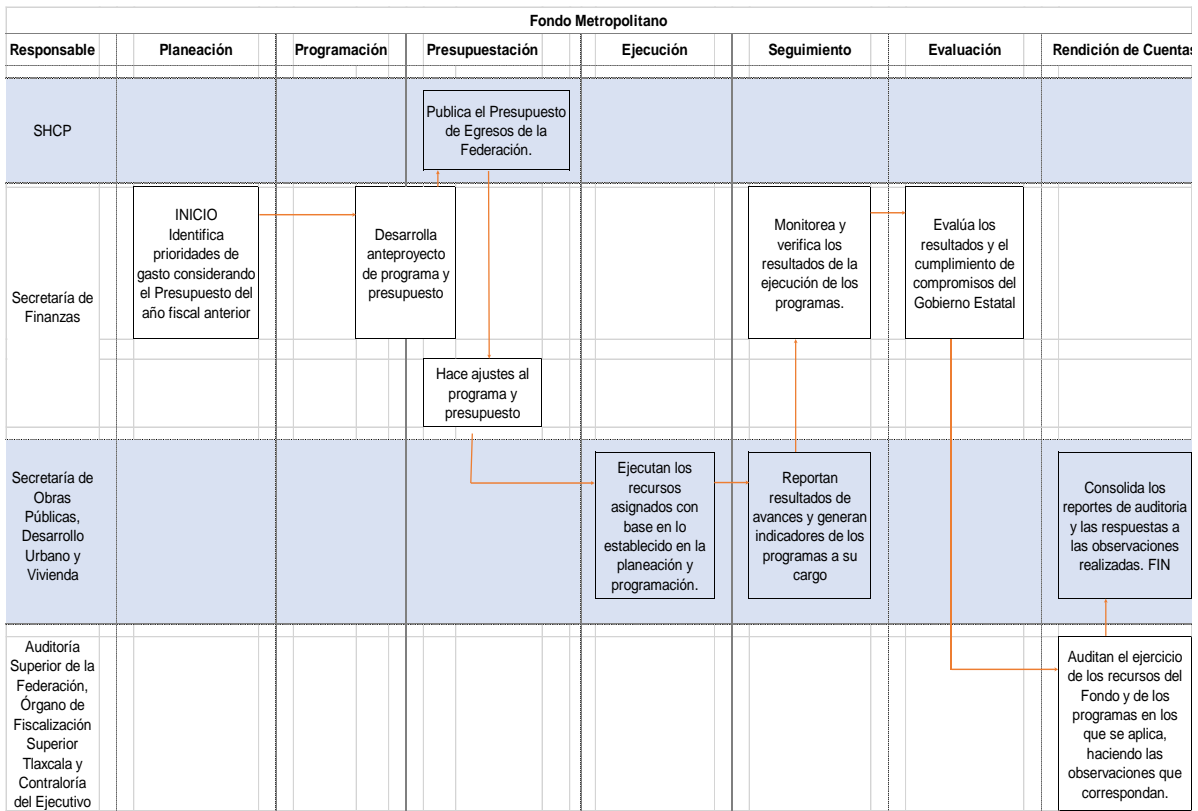 Fondo Metropolitano
Responsable
Planeación
Programación
Presupuestación
Ejecución
Seguimiento
Evaluación
Rendición de Cuentas
SHCP
Publica el Presupuesto
de Egresos de la
Federación.
Secretaría de
Finanzas
INICIO
Identifica
prioridades de
gasto considerando
el Presupuesto del
año fiscal anterior
Desarrolla
anteproyecto
de programa y
presupuesto
Monitorea y
verifica los
resultados de la
ejecución de los
programas.
Evalúa los
resultados y el
cumplimiento de
compromisos del
Gobierno Estatal
Hace ajustes al
programa y
presupuesto
Secretaría de
Obras
Públicas,
Desarrollo
Urbano y
Vivienda
Ejecutan los
recursos
asignados con
base en lo
establecido en la
planeación y
programación.
Reportan
resultados de
avances y generan
indicadores de los
programas a su
cargo
Consolida los
reportes de auditoria
y las respuestas a
las observaciones
realizadas. FIN
Auditoría
Superior de la
Federación,
Órgano de
Fiscalización
Superior
Tlaxcala y
Contraloría
del Ejecutivo
Auditan el ejercicio
de los recursos del
Fondo y de los
programas en los
que se aplica,
haciendo las
observaciones que
correspondan.